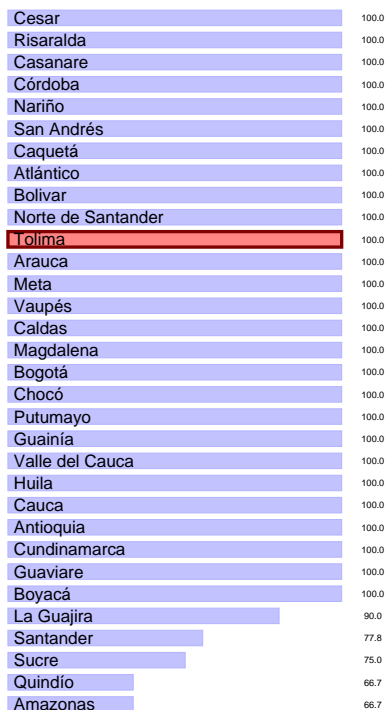 Cesar 100.0
Risaralda 100.0
Casanare 100.0
Córdoba 100.0
Nariño 100.0
San Andrés 100.0
Caquetá 100.0
Atlántico 100.0
Bolivar 100.0
Norte de Santander 100.0
Tolima 100.0
Arauca 100.0
Meta 100.0
Vaupés 100.0
Caldas 100.0
Magdalena 100.0
Bogotá 100.0
Chocó 100.0
Putumayo 100.0
Guainía 100.0
Valle del Cauca 100.0
Huila 100.0
Cauca 100.0
Antioquia 100.0
Cundinamarca 100.0
Guaviare 100.0
Boyacá 100.0
La Guajira 90.0
Santander 77.8
Sucre 75.0
Quindío 66.7
Amazonas 66.7